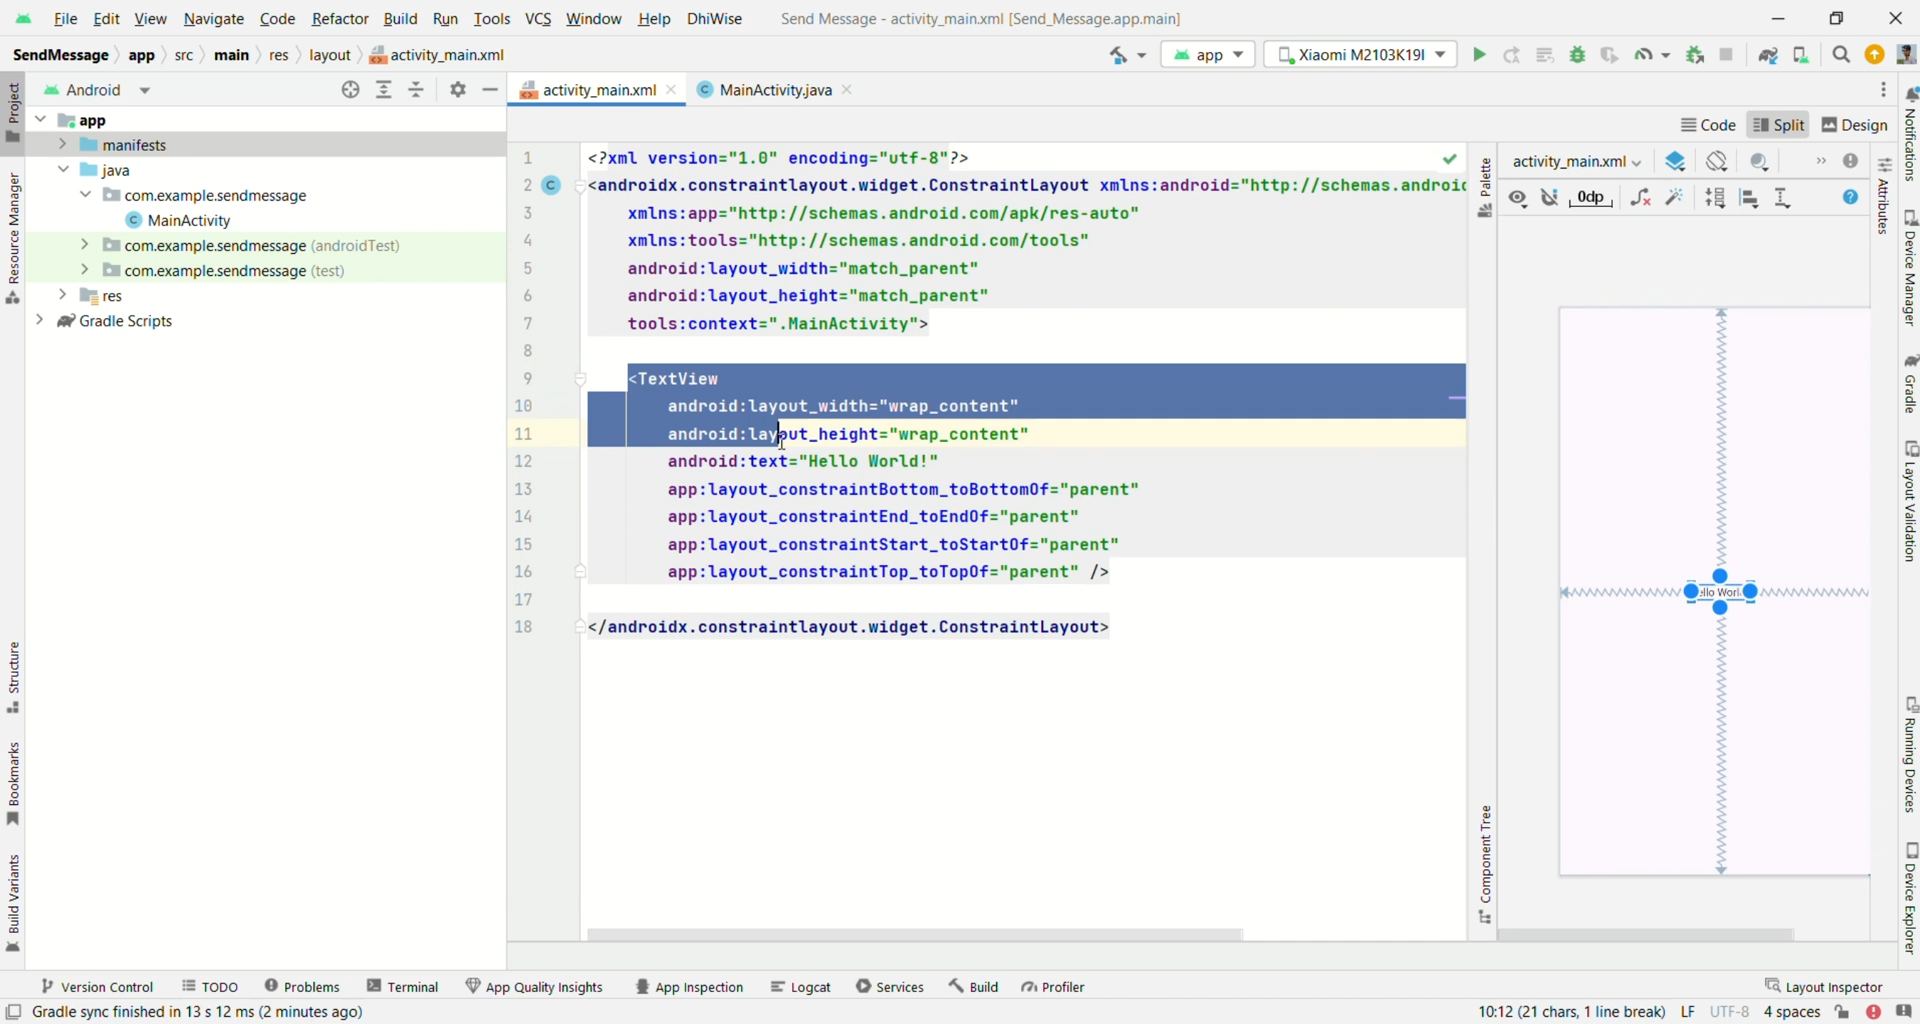 File Edit View Navigate Code Refactor Build Run Tools VCS Window Help DhiWise Send Message - activity_main.xml [Send_Message.app.main]
SendMessage app src main res layout activity_main.xml app Xiaomi M2103K19I
Project
Resource Manager
Structure
Bookmarks
Build Variants
Android
app
manifests
java
com.example.sendmessage
MainActivity
com.example.sendmessage (androidTest)
com.example.sendmessage (test)
res
Gradle Scripts
activity_main.xml MainActivity.java
Code Split Design
1 <?xml version="1.0" encoding="utf-8"?>
2 <androidx.constraintlayout.widget.ConstraintLayout xmlns:android="http://schemas.androi
3 xmlns:app="http://schemas.android.com/apk/res-auto"
4 xmlns:tools="http://schemas.android.com/tools"
5 android:layout_width="match_parent"
6 android:layout_height="match_parent"
7 tools:context=".MainActivity">
8
9 <TextView
10 android:layout_width="wrap_content"
11 android:layout_height="wrap_content"
12 android:text="Hello World!"
13 app:layout_constraintBottom_toBottomOf="parent"
14 app:layout_constraintEnd_toEndOf="parent"
15 app:layout_constraintStart_toStartOf="parent"
16 app:layout_constraintTop_toTopOf="parent" />
17
18 </androidx.constraintlayout.widget.ConstraintLayout>
Palette
Component Tree
activity_main.xml
0dp
ello Worl
Attributes
Notifications
Device Manager
Gradle
Layout Validation
Running Devices
Device Explorer
Version Control TODO Problems Terminal App Quality Insights App Inspection Logcat Services Build Profiler Layout Inspector
Gradle sync finished in 13 s 12 ms (2 minutes ago) 10:12 (21 chars, 1 line break) LF UTF-8 4 spaces